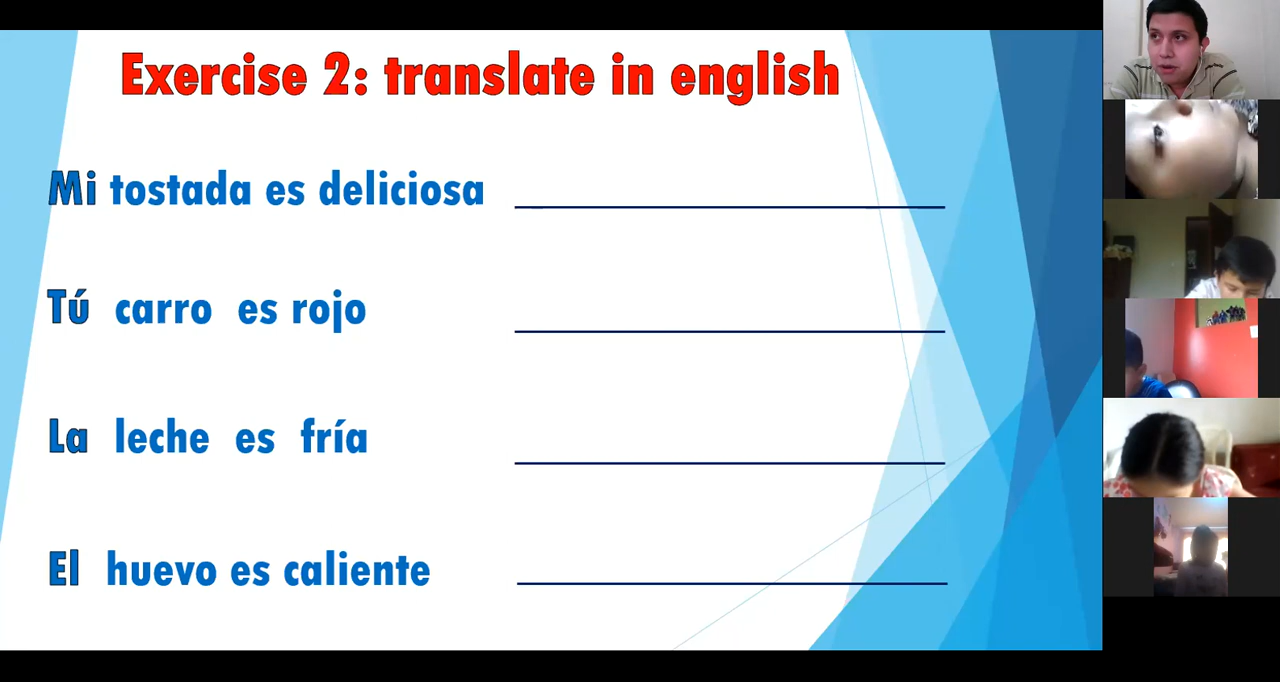 Exercise 2: translate in english
Mi tostada es deliciosa
Tú carro es rojo
La leche es fría
El huevo es caliente